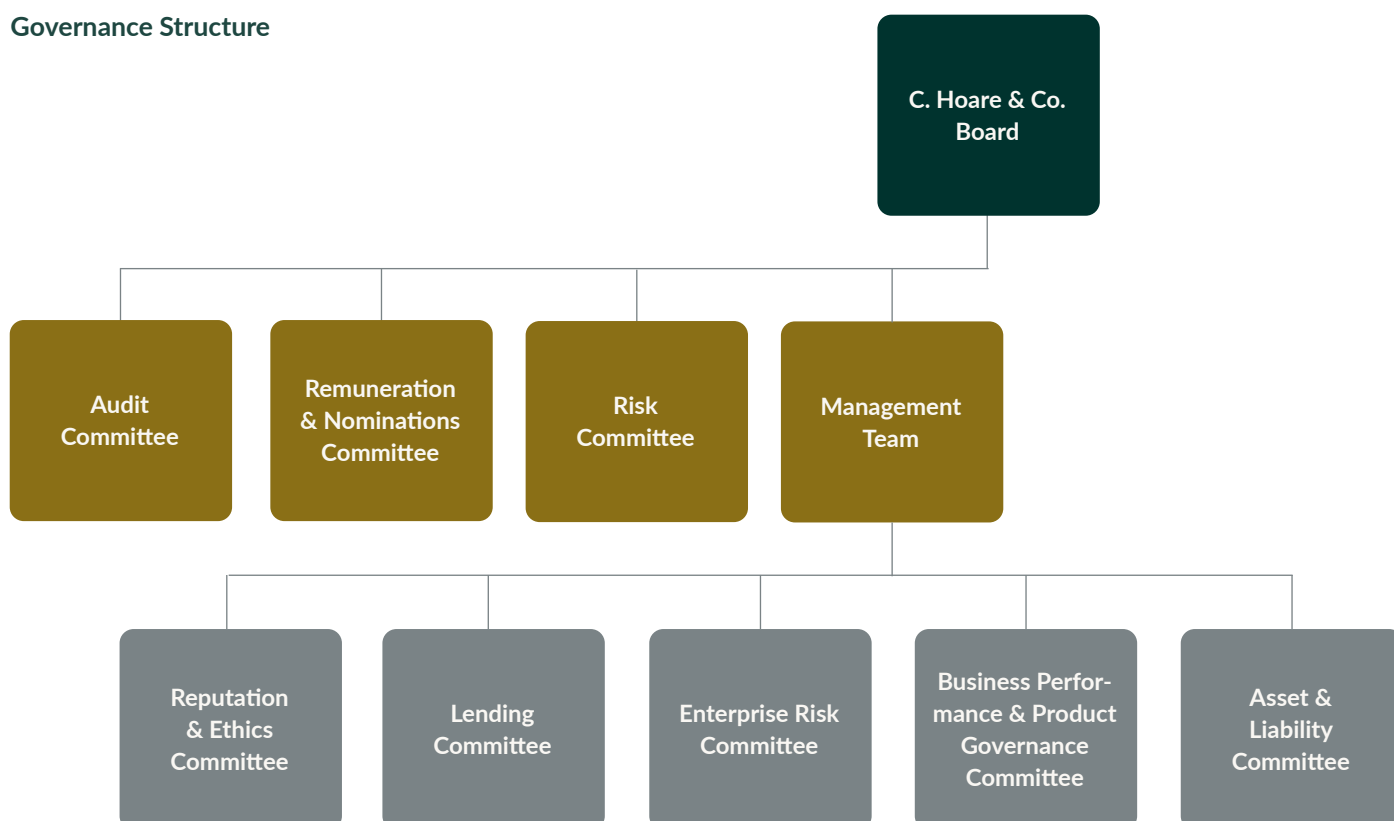 Governance Structure
C. Hoare & Co.
Board
Audit
Committee
Remuneration
& Nominations
Committee
Risk
Committee
Management
Team
Reputation
& Ethics
Committee
Lending
Committee
Enterprise Risk
Committee
Business Perfor-
mance & Product
Governance
Committee
Asset &
Liability
Committee